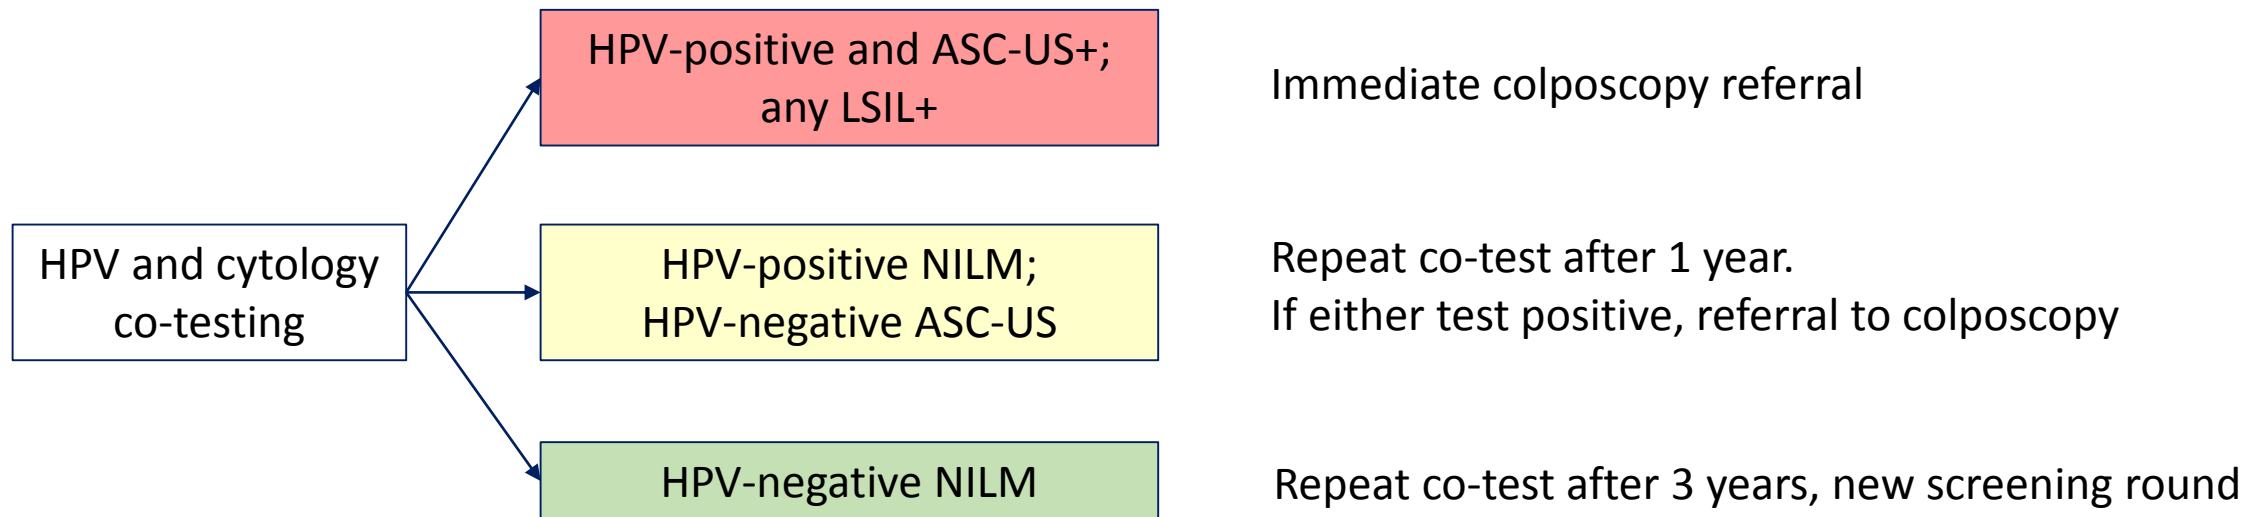 HPV-positive and ASC-US+;
any LSIL+
Immediate colposcopy referral
HPV and cytology
co-testing
HPV-positive NILM;
HPV-negative ASC-US
Repeat co-test after 1 year.
If either test positive, referral to colposcopy
HPV-negative NILM
Repeat co-test after 3 years, new screening round